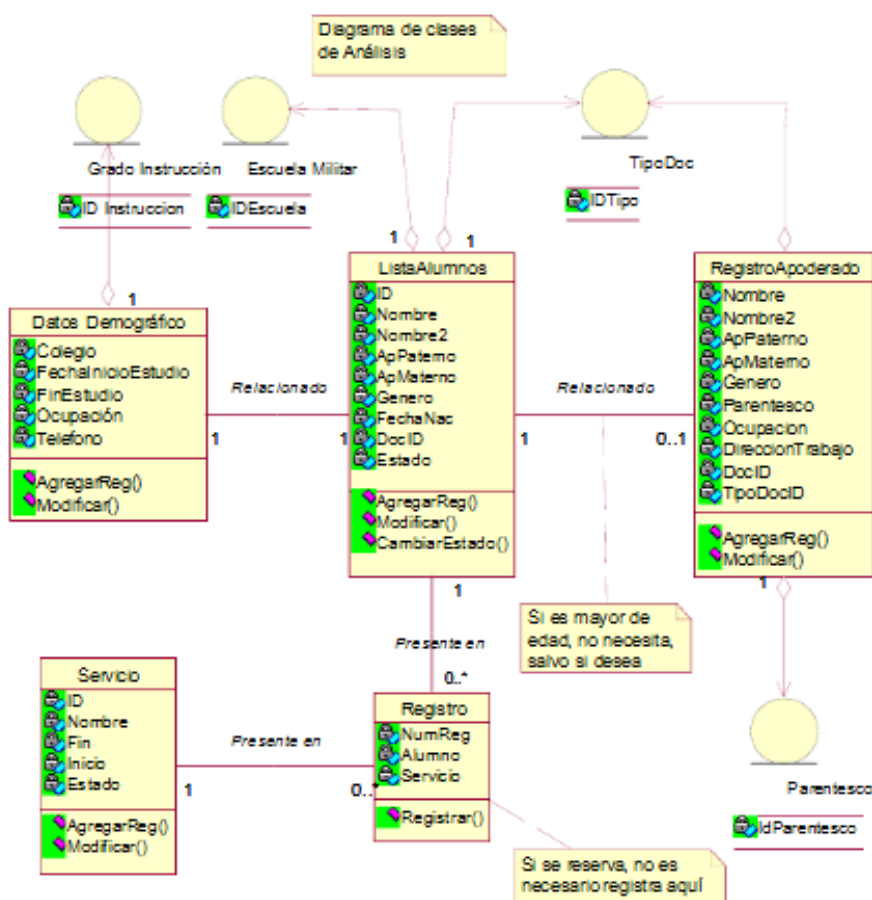 Diagrama de clases
de Análisis
Grado Instrucción
ID Instruccion
Escuela Militar
IDEscuela
TipoDoc
IDTipo
1
1
1
Datos Demográfico
Colegio
FechaInicioEstudio
FinEstudio
Ocupación
Telefono
AgregarReg()
Modificar()
Relacionado
1
1
ListaAlumnos
ID
Nombre
Nombre2
ApPaterno
ApMaterno
Genero
FechaNac
DocID
Estado
AgregarReg()
Modificar()
CambiarEstado()
Relacionado
1
0..1
RegistroApoderado
Nombre
Nombre2
ApPaterno
ApMaterno
Genero
Parentesco
Ocupacion
DireccionTrabajo
DocID
TipoDocID
AgregarReg()
Modificar()
1
1
Presente en
0..*
Si es mayor de
edad, no necesita,
salvo si desea
Servicio
ID
Nombre
Fin
Inicio
Estado
AgregarReg()
Modificar()
Presente en
1
0..*
Registro
NumReg
Alumno
Servicio
Registrar()
Parentesco
IdParentesco
Si se reserva, no es
necesario registra aquí